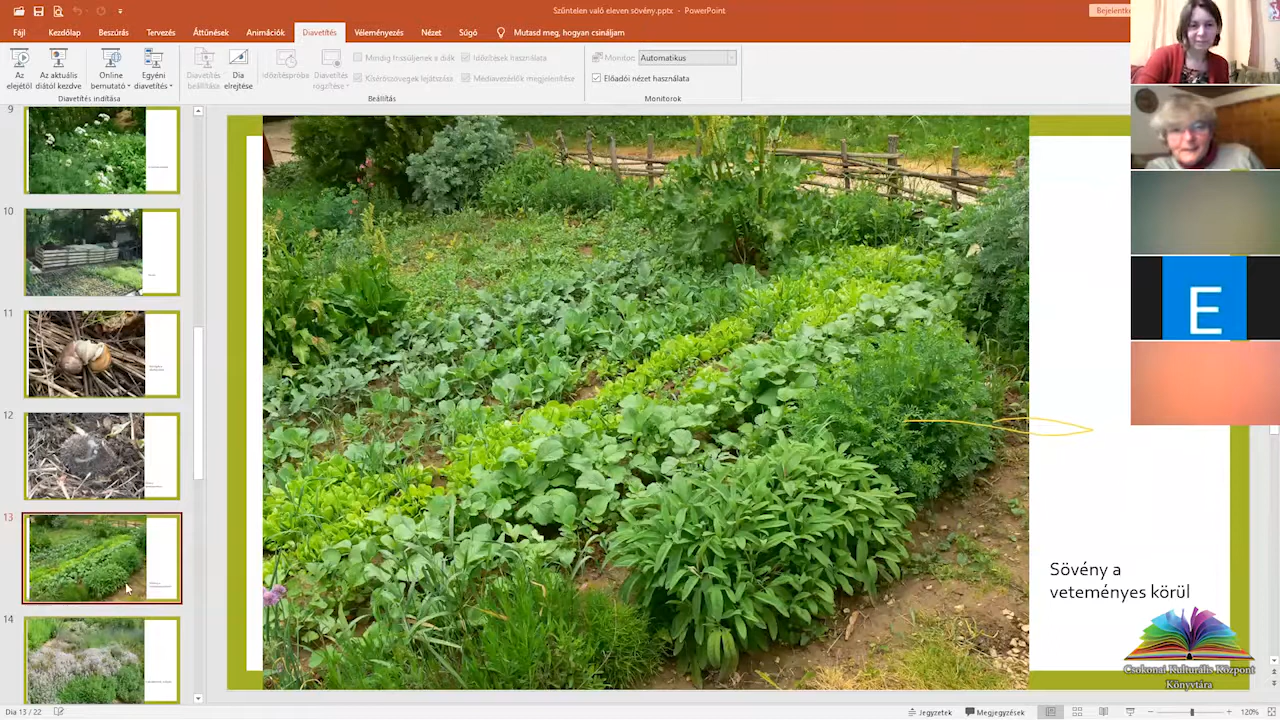 Szűntelen való eleven sövény.pptx - PowerPoint
Bejelentke
Fájl Kezdőlap Beszúrás Tervezés Áttűnések Animációk Diavetítés Véleményezés Nézet Súgó Mutasd meg, hogyan csináljam
Az elejétől
Az aktuális diától kezdve
Online bemutató
Egyéni diavetítés
Diavetítés beállítása
Dia elrejtése
Időzítéspróba
Diavetítés rögzítése
Mindig frissüljenek a diák
Időzítések használata
Kísérőszövegek lejátszása
Médiavezérlők megjelenítése
Monitor: Automatikus
Előadói nézet használata
Diavetítés indítása
Beállítás
Monitorok
9
10
11
12
13
14
E
Sövény a
veteményes körül
Csokonai Kulturális Központ
Könyvtára
Dia 13 / 22
Jegyzetek
Megjegyzések
120%